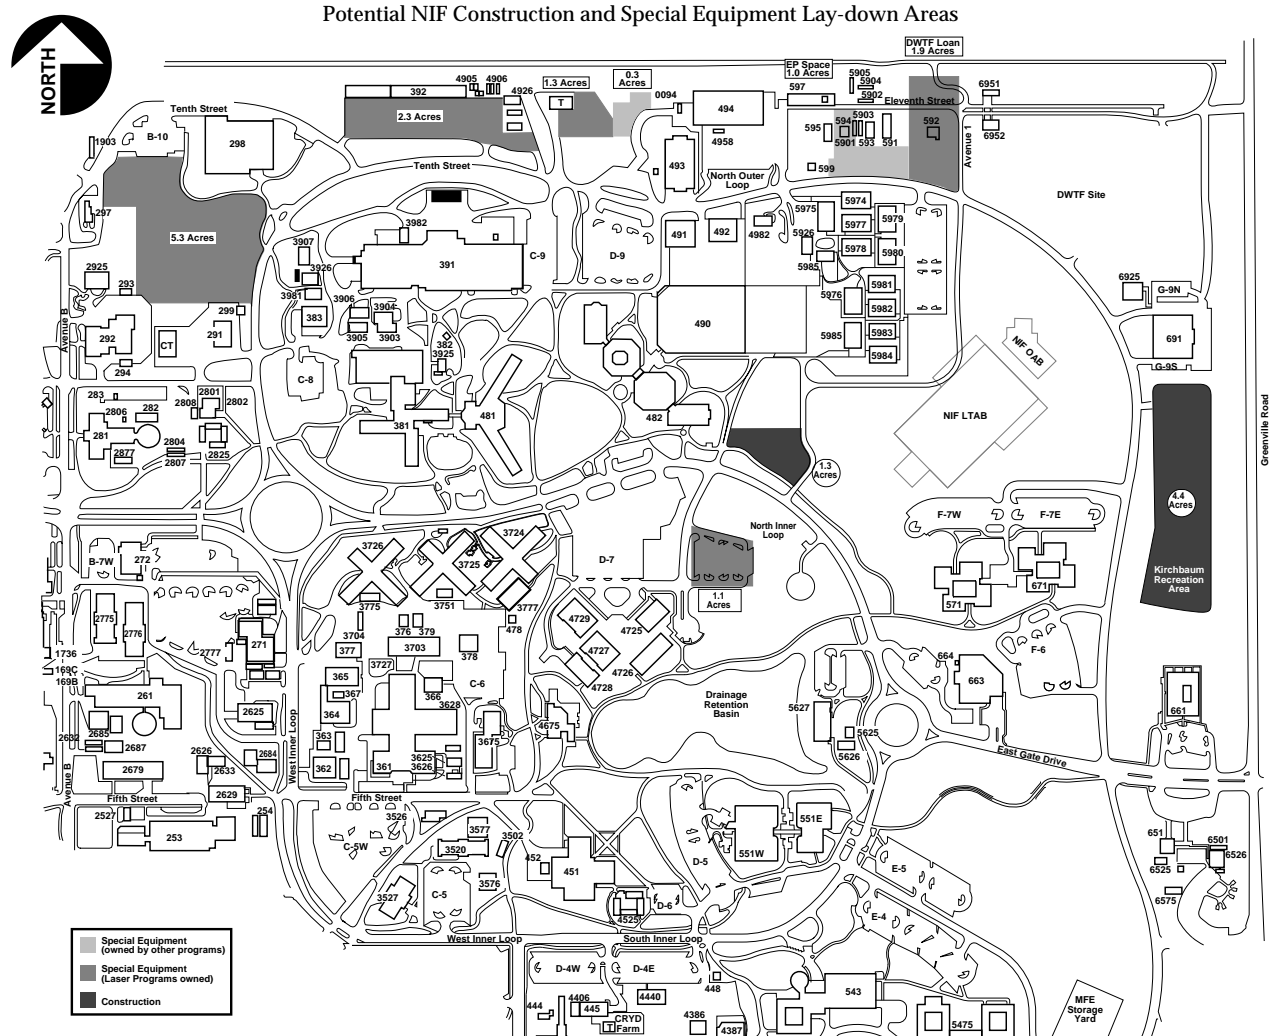 Potential NIF Construction and Special Equipment Lay-down Areas
NORTH
DWTF Loan
1.9 Acres
EP Space
1.0 Acres
0.3
Acres
1.3 Acres
4905
4906
392
4926
T
0094
494
597
5905
5904
5902
6951
Tenth Street
2.3 Acres
Eleventh Street
1903
B-10
298
4958
595
594
5903
592
5901
593
591
6952
Avenue 1
Tenth Street
493
599
North Outer
Loop
DWTF Site
297
3982
5975
5974
5979
5977
491
492
4982
5926
5.3 Acres
3907
C-9
D-9
5978
5980
391
5985
2925
293
3926
3981
5976
5981
6925
G-9N
3906
3904
299
383
490
5982
Avenue B
292
CT
291
3905
3903
382
5985
5983
691
NIF OAB
294
3925
5984
G-9S
C-8
283
2801
2808
2802
2806
282
481
482
NIF LTAB
281
381
2804
2877
2825
2807
1.3
Acres
Greenville Road
4.4
Acres
F-7W
F-7E
North Inner
Loop
3724
3726
B-7W
272
3725
D-7
Kirchbaum
Recreation
Area
671
571
3775
3751
3777
1.1
Acres
2775
2776
478
4729
4725
3704
376
379
1736
2777
271
377
3703
378
4727
F-6
664
169C
169B
3727
4726
365
C-6
4728
663
261
366
367
Drainage
Retention
Basin
3628
2625
364
5627
661
4675
2632
2685
363
3675
5625
2687
2684
West Inner Loop
5626
2626
3625
East Gate Drive
2679
2633
362
361
3626
Avenue B
Fifth Street
2629
Fifth Street
2527
254
3526
551E
253
3577
3502
651
6501
C-5W
3520
452
551W
6526
D-5
6525
451
E-5
3576
3527
C-5
6575
D-6
4525
E-4
West Inner Loop
South Inner Loop
Special Equipment
(owned by other programs)
Special Equipment
(Laser Programs owned)
Construction
D-4W
D-4E
448
543
4406
4440
444
445
MFE
Storage
Yard
CRYD
Farm
T
4386
4387
5475